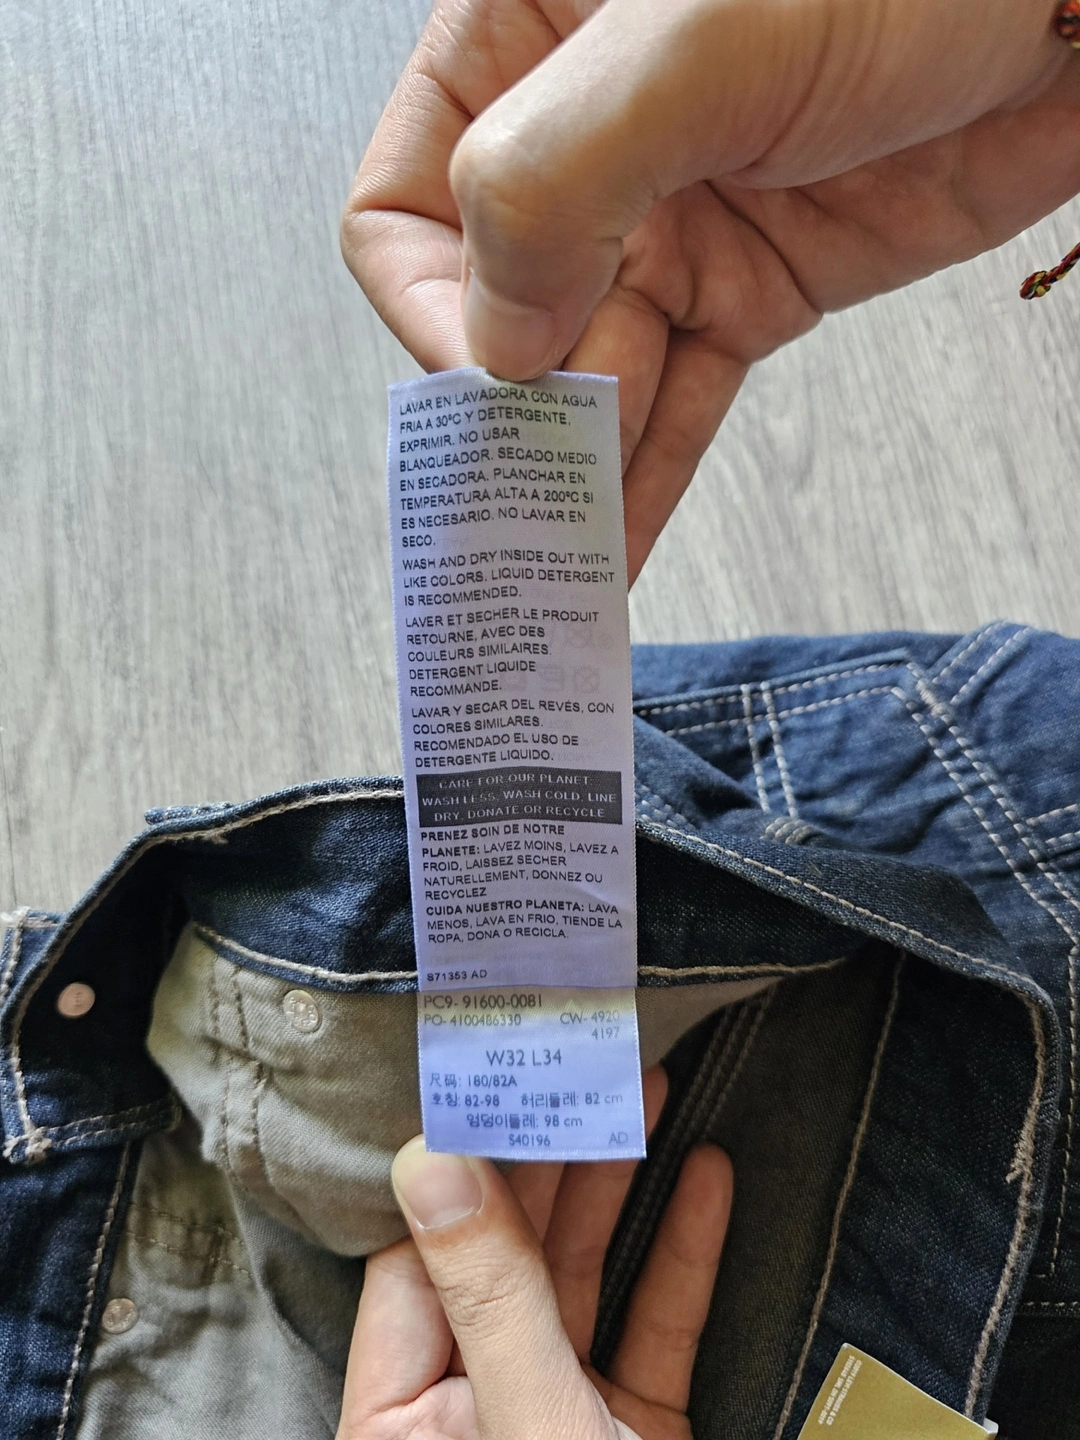 LAVAR EN LAVADORA CON AGUA
FRIA A 30°C Y DETERGENTE,
EXPRIMIR. NO USAR
BLANQUEADOR. SECADO MEDIO
EN SECADORA. PLANCHAR EN
TEMPERATURA ALTA A 200°C SI
ES NECESARIO. NO LAVAR EN
SECO.
WASH AND DRY INSIDE OUT WITH
LIKE COLORS. LIQUID DETERGENT
IS RECOMMENDED.
LAVER ET SECHER LE PRODUIT
RETOURNE, AVEC DES
COULEURS SIMILAIRES.
DETERGENT LIQUIDE
RECOMMANDE.
LAVAR Y SECAR DEL REVÉS, CON
COLORES SIMILARES.
RECOMENDADO EL USO DE
DETERGENTE LIQUIDO.
CARE FOR OUR PLANET
WASH LESS, WASH COLD, LINE
DRY, DONATE OR RECYCLE
PRENEZ SOIN DE NOTRE
PLANETE: LAVEZ MOINS, LAVEZ A
FROID, LAISSEZ SECHER
NATURELLEMENT, DONNEZ OU
RECYCLEZ
CUIDA NUESTRO PLANETA: LAVA
MENOS, LAVA EN FRIO, TIENDE LA
ROPA, DONA O RECICLA.
S71353 AD
PC9- 91600-0081
PO- 4100486330 CW- 4920
4197
W32 L34
尺码: 180/82A
호칭: 82-98 허리둘레: 82 cm
엉덩이둘레: 98 cm
S40196 AD